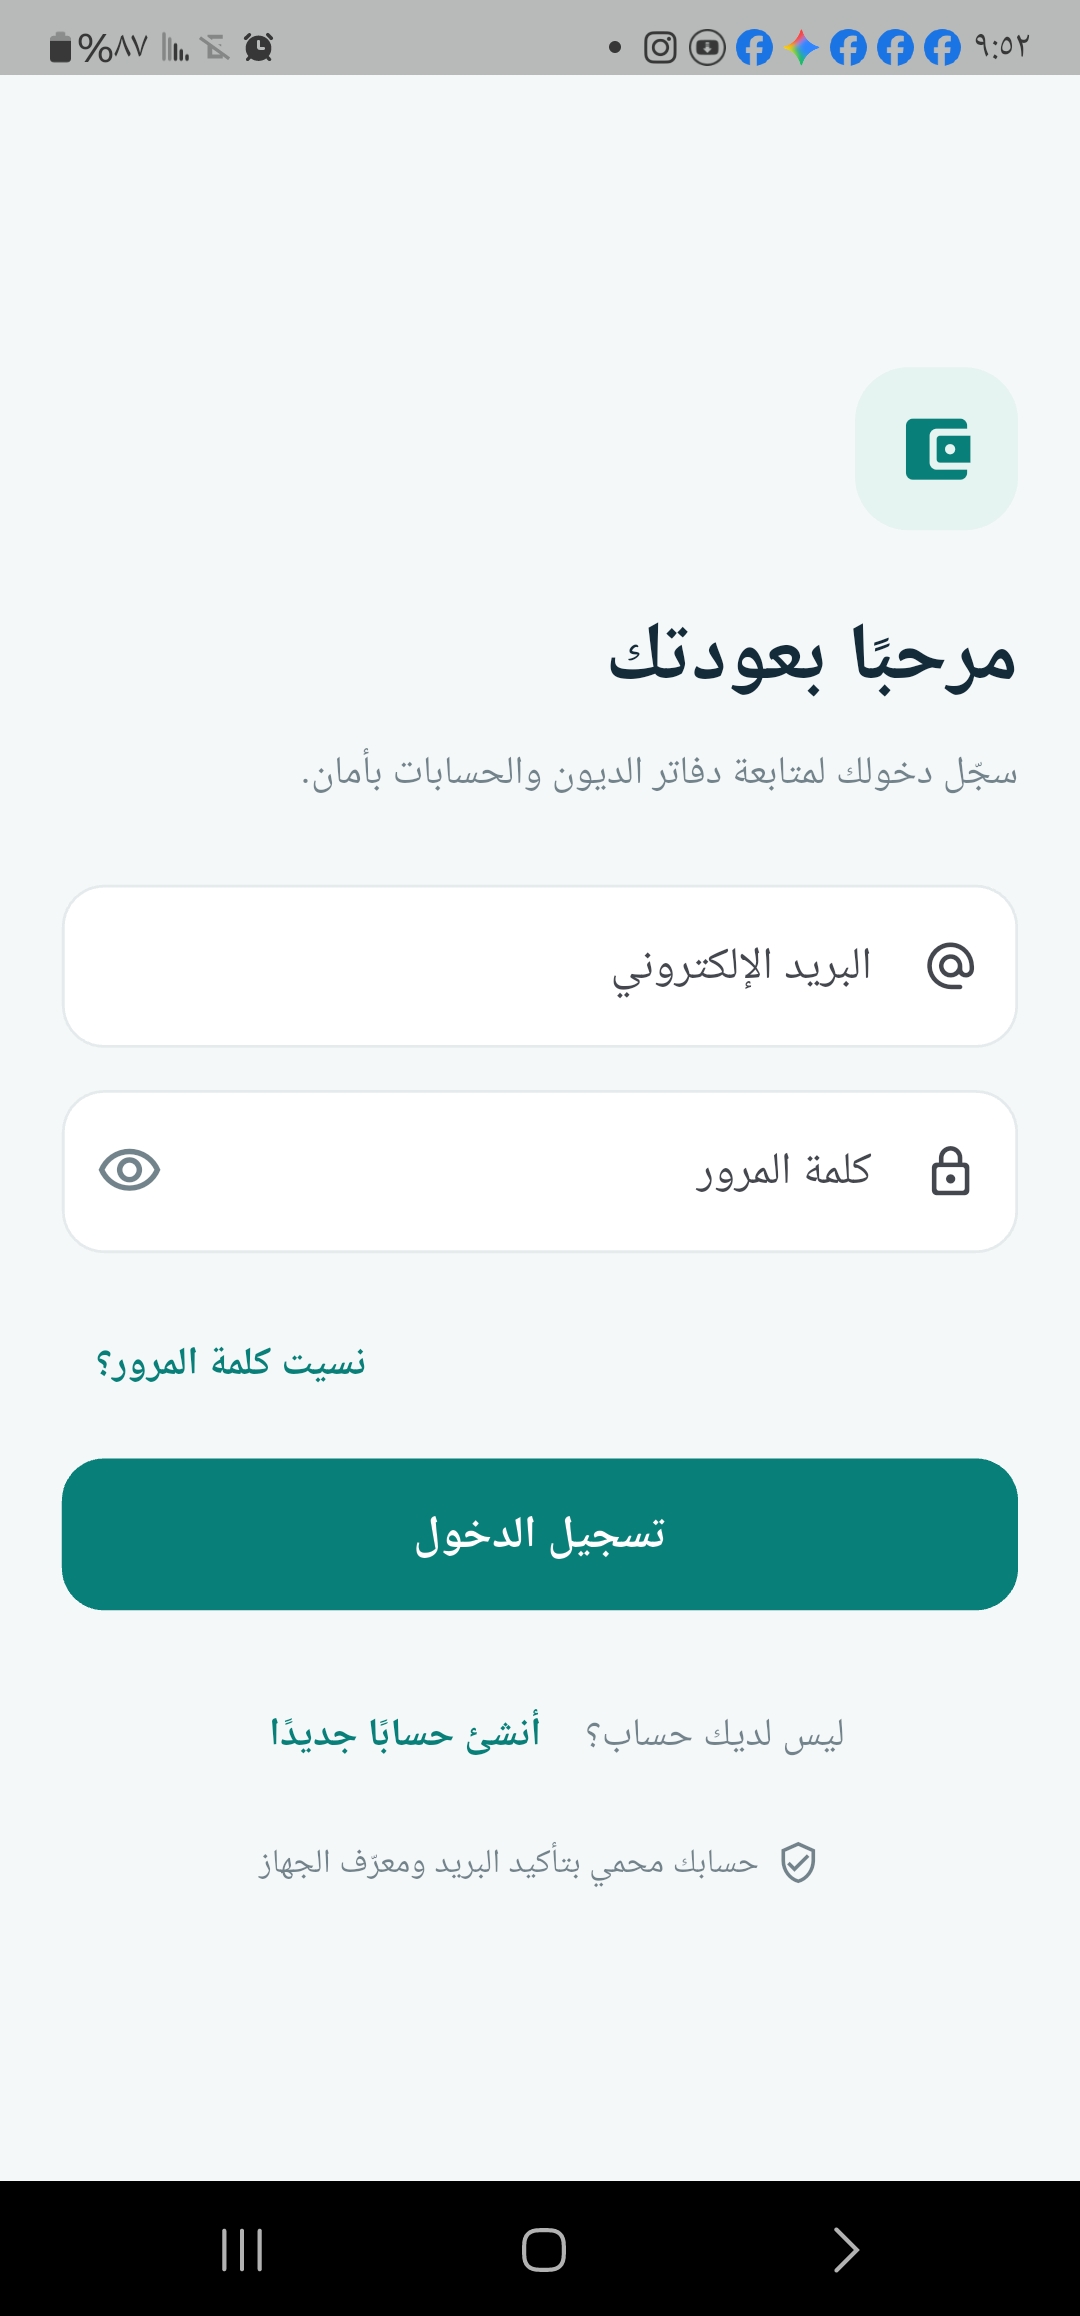 ٩:٥٢
%٨٧
مرحبًا بعودتك
سجّل دخولك لمتابعة دفاتر الديون والحسابات بأمان.
البريد الإلكتروني
كلمة المرور
نسيت كلمة المرور؟
تسجيل الدخول
ليس لديك حساب؟ أنشئ حسابًا جديدًا
حسابك محمي بتأكيد البريد ومعرّف الجهاز